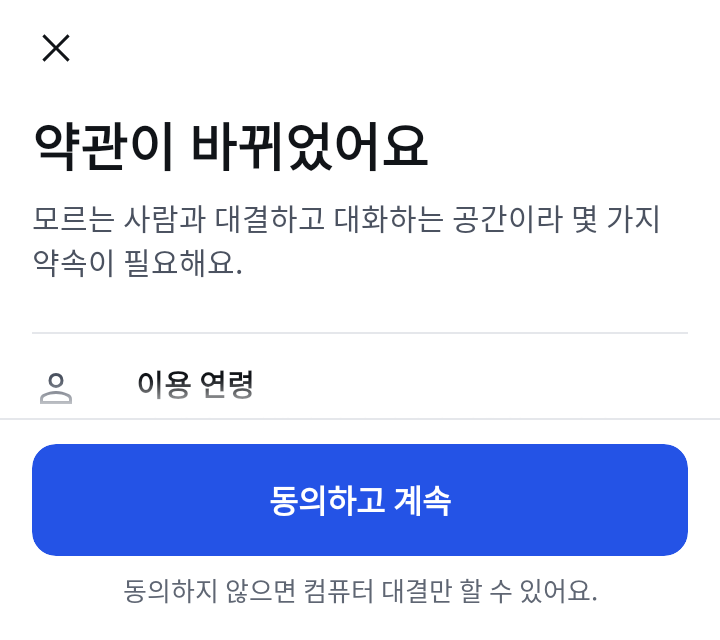 약관이 바뀌었어요
모르는 사람과 대결하고 대화하는 공간이라 몇 가지
약속이 필요해요.
이용 연령
동의하고 계속
동의하지 않으면 컴퓨터 대결만 할 수 있어요.